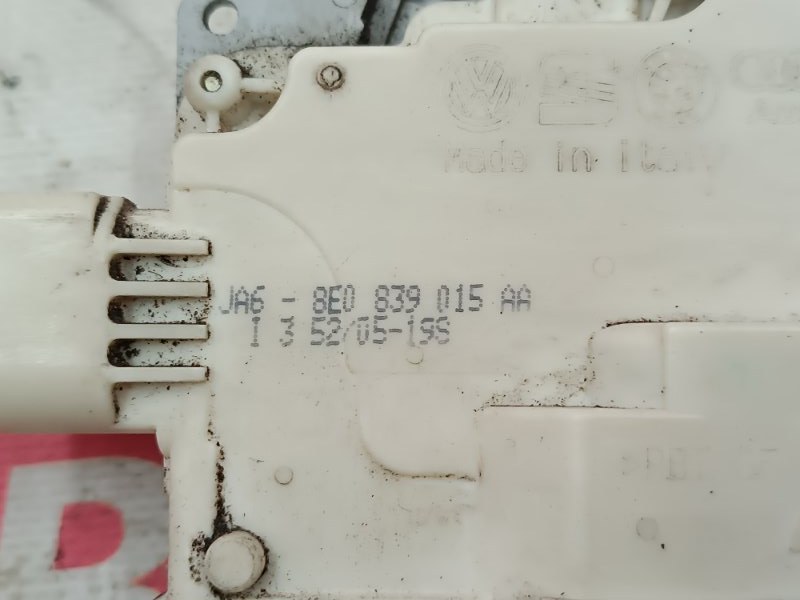 Made in Italy
JA6 - 8E0 839 015 AA
I 3 52/05-19S